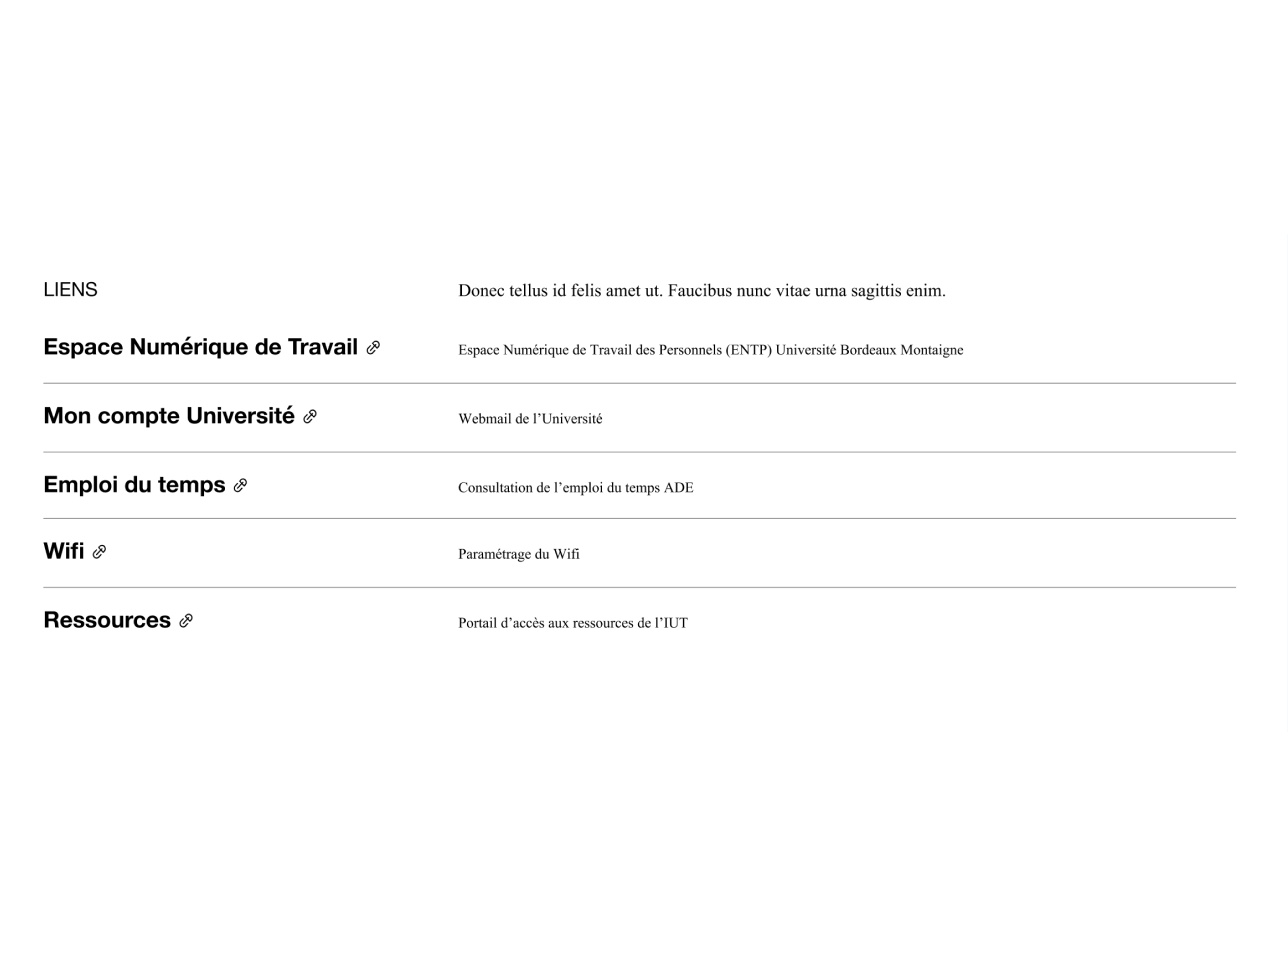 LIENS
Donec tellus id felis amet ut. Faucibus nunc vitae urna sagittis enim.
Espace Numérique de Travail
Espace Numérique de Travail des Personnels (ENTP) Université Bordeaux Montaigne
Mon compte Université
Webmail de l’Université
Emploi du temps
Consultation de l’emploi du temps ADE
Wifi
Paramétrage du Wifi
Ressources
Portail d’accès aux ressources de l’IUT